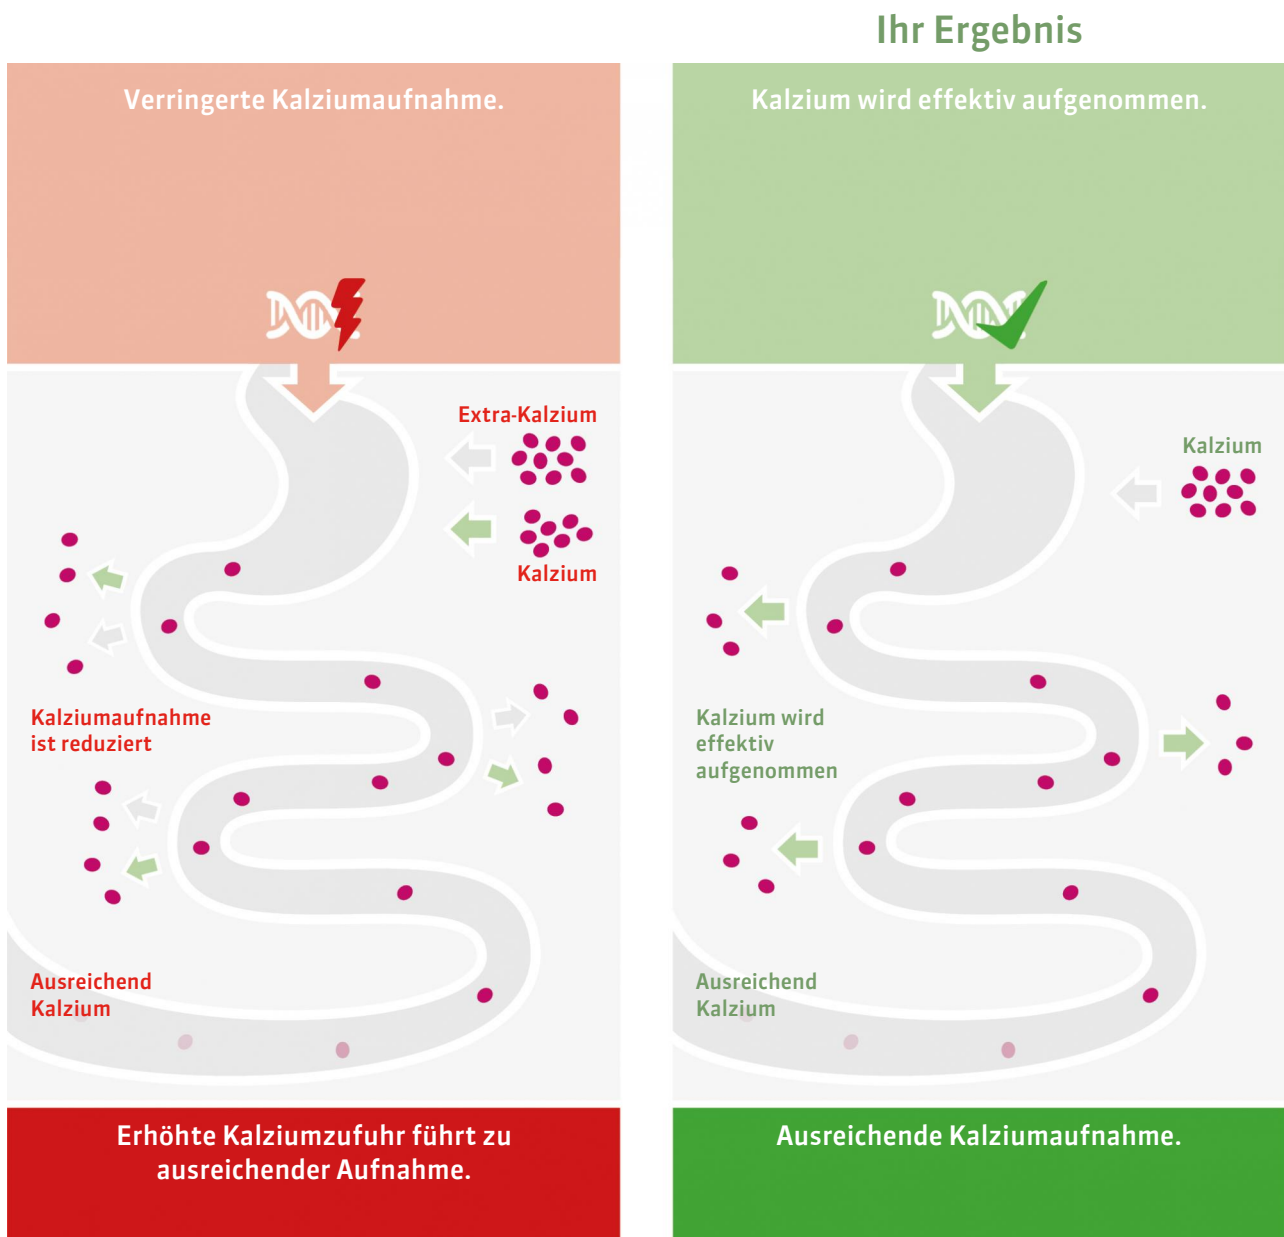 Ihr Ergebnis
Verringerte Kalziumaufnahme.
Extra-Kalzium
Kalzium
Kalziumaufnahme
ist reduziert
Ausreichend
Kalzium
Erhöhte Kalziumzufuhr führt zu
ausreichender Aufnahme.
Kalzium wird effektiv aufgenommen.
Kalzium
Kalzium wird
effektiv
aufgenommen
Ausreichend
Kalzium
Ausreichende Kalziumaufnahme.